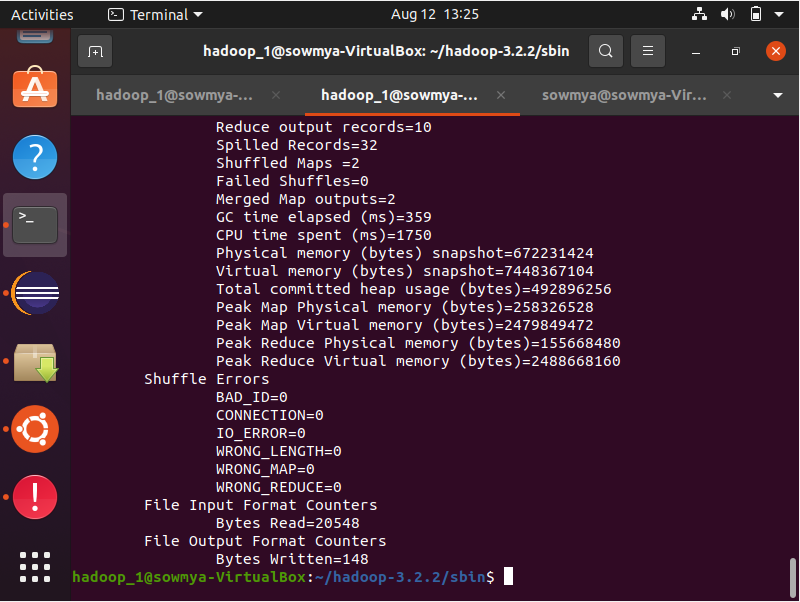 Activities
Terminal
Aug 12 13:25
hadoop_1@sowmya-VirtualBox: ~/hadoop-3.2.2/sbin
hadoop_1@sowmya-...
hadoop_1@sowmya-...
sowmya@sowmya-Vir...
Reduce output records=10
Spilled Records=32
Shuffled Maps =2
Failed Shuffles=0
Merged Map outputs=2
GC time elapsed (ms)=359
CPU time spent (ms)=1750
Physical memory (bytes) snapshot=672231424
Virtual memory (bytes) snapshot=7448367104
Total committed heap usage (bytes)=492896256
Peak Map Physical memory (bytes)=258326528
Peak Map Virtual memory (bytes)=2479849472
Peak Reduce Physical memory (bytes)=155668480
Peak Reduce Virtual memory (bytes)=2488668160
Shuffle Errors
BAD_ID=0
CONNECTION=0
IO_ERROR=0
WRONG_LENGTH=0
WRONG_MAP=0
WRONG_REDUCE=0
File Input Format Counters
Bytes Read=20548
File Output Format Counters
Bytes Written=148
hadoop_1@sowmya-VirtualBox:~/hadoop-3.2.2/sbin$